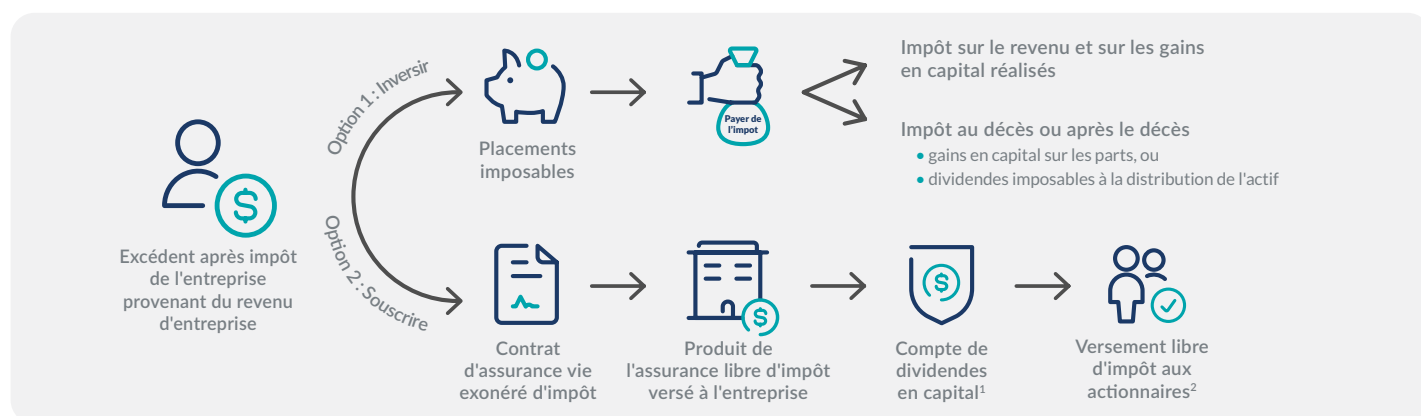 Excédent après impôt
de l'entreprise
provenant du revenu
d'entreprise
Option 1 : Inversir
Placements
imposables
Payer de
l'impot
Impôt sur le revenu et sur les gains
en capital réalisés
Impôt au décès ou après le décès
• gains en capital sur les parts, ou
• dividendes imposables à la distribution de l'actif
Option 2 : Souscrire
Contrat
d'assurance vie
exonéré d'impôt
Produit de
l'assurance libre d'impôt
versé à l'entreprise
Compte de
dividendes
en capital¹
Versement libre
d'impôt aux
actionnaires²